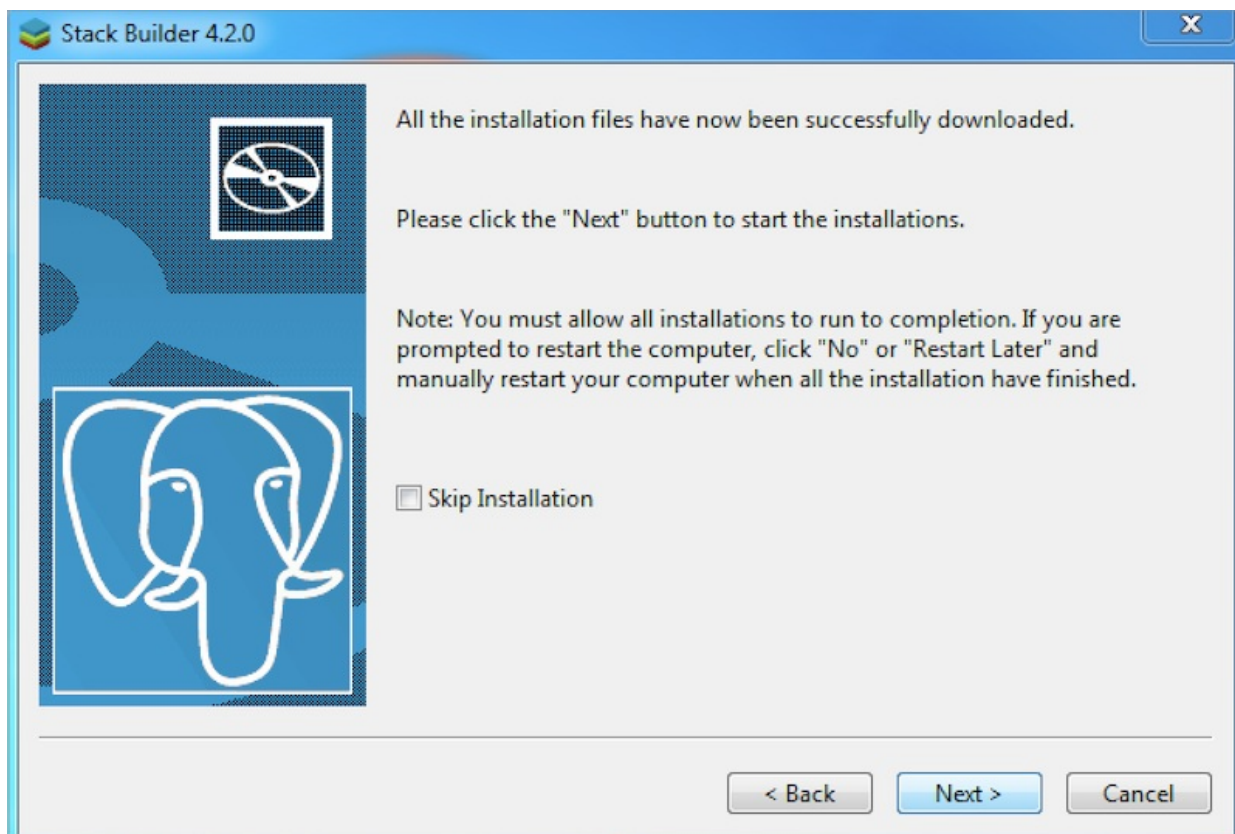 Stack Builder 4.2.0
All the installation files have now been successfully downloaded.
Please click the "Next" button to start the installations.
Note: You must allow all installations to run to completion. If you are
prompted to restart the computer, click "No" or "Restart Later" and
manually restart your computer when all the installation have finished.
Skip Installation
< Back
Next >
Cancel